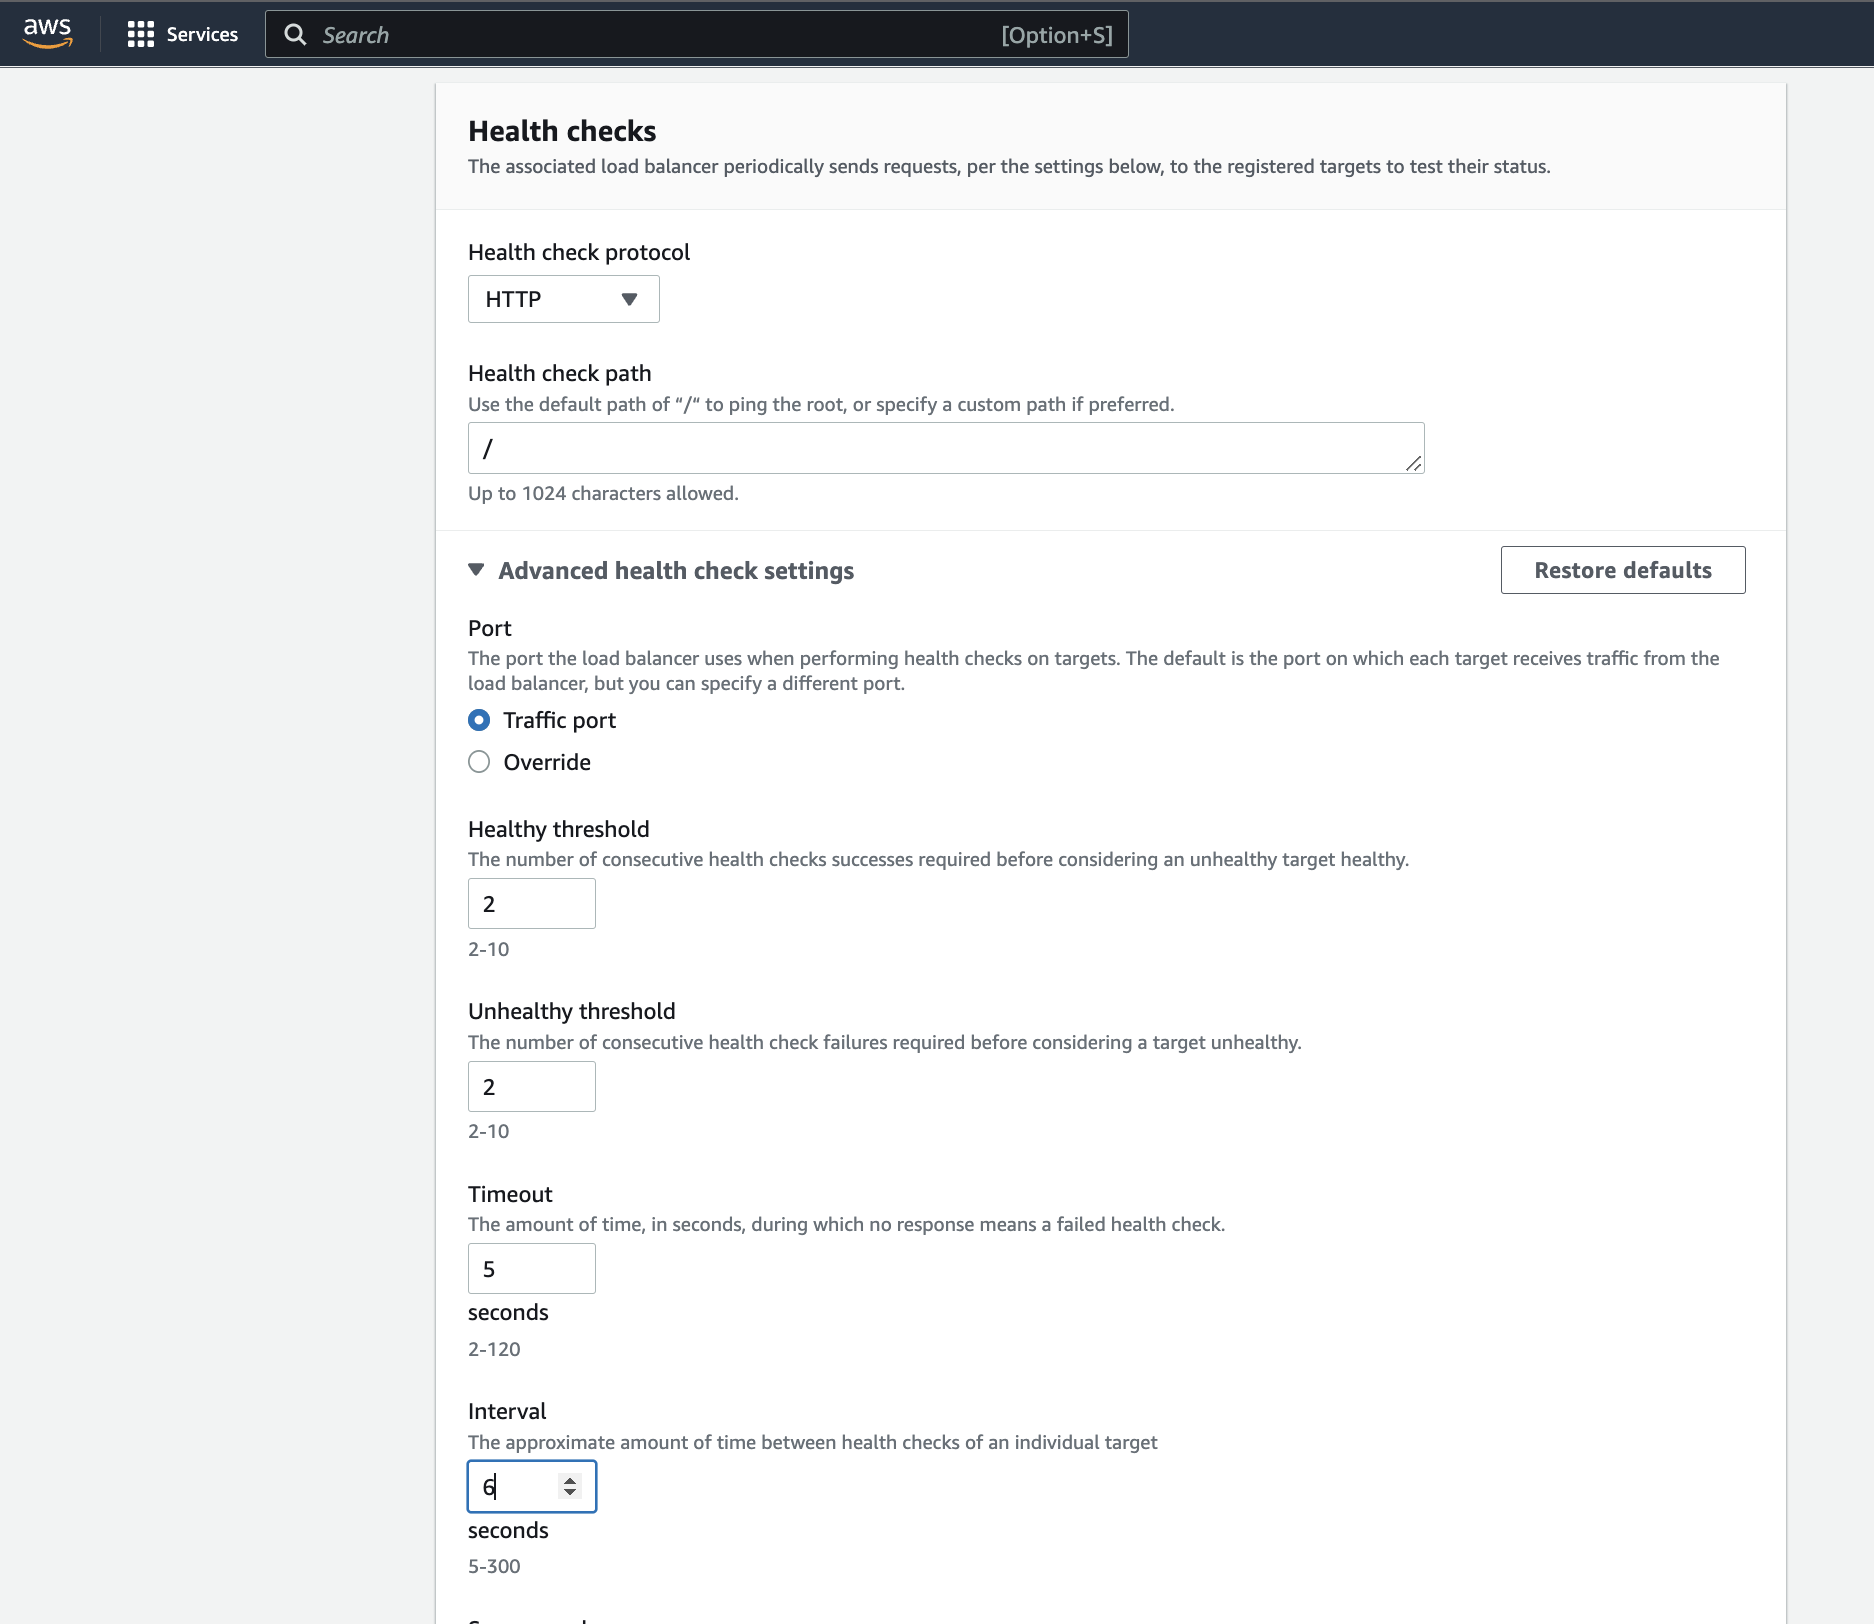 aws
Services
Search
[Option+S]
Health checks
The associated load balancer periodically sends requests, per the settings below, to the registered targets to test their status.
Health check protocol
HTTP
Health check path
Use the default path of “/“ to ping the root, or specify a custom path if preferred.
/
Up to 1024 characters allowed.
Advanced health check settings
Restore defaults
Port
The port the load balancer uses when performing health checks on targets. The default is the port on which each target receives traffic from the
load balancer, but you can specify a different port.
Traffic port
Override
Healthy threshold
The number of consecutive health checks successes required before considering an unhealthy target healthy.
2
2-10
Unhealthy threshold
The number of consecutive health check failures required before considering a target unhealthy.
2
2-10
Timeout
The amount of time, in seconds, during which no response means a failed health check.
5
seconds
2-120
Interval
The approximate amount of time between health checks of an individual target
6
seconds
5-300